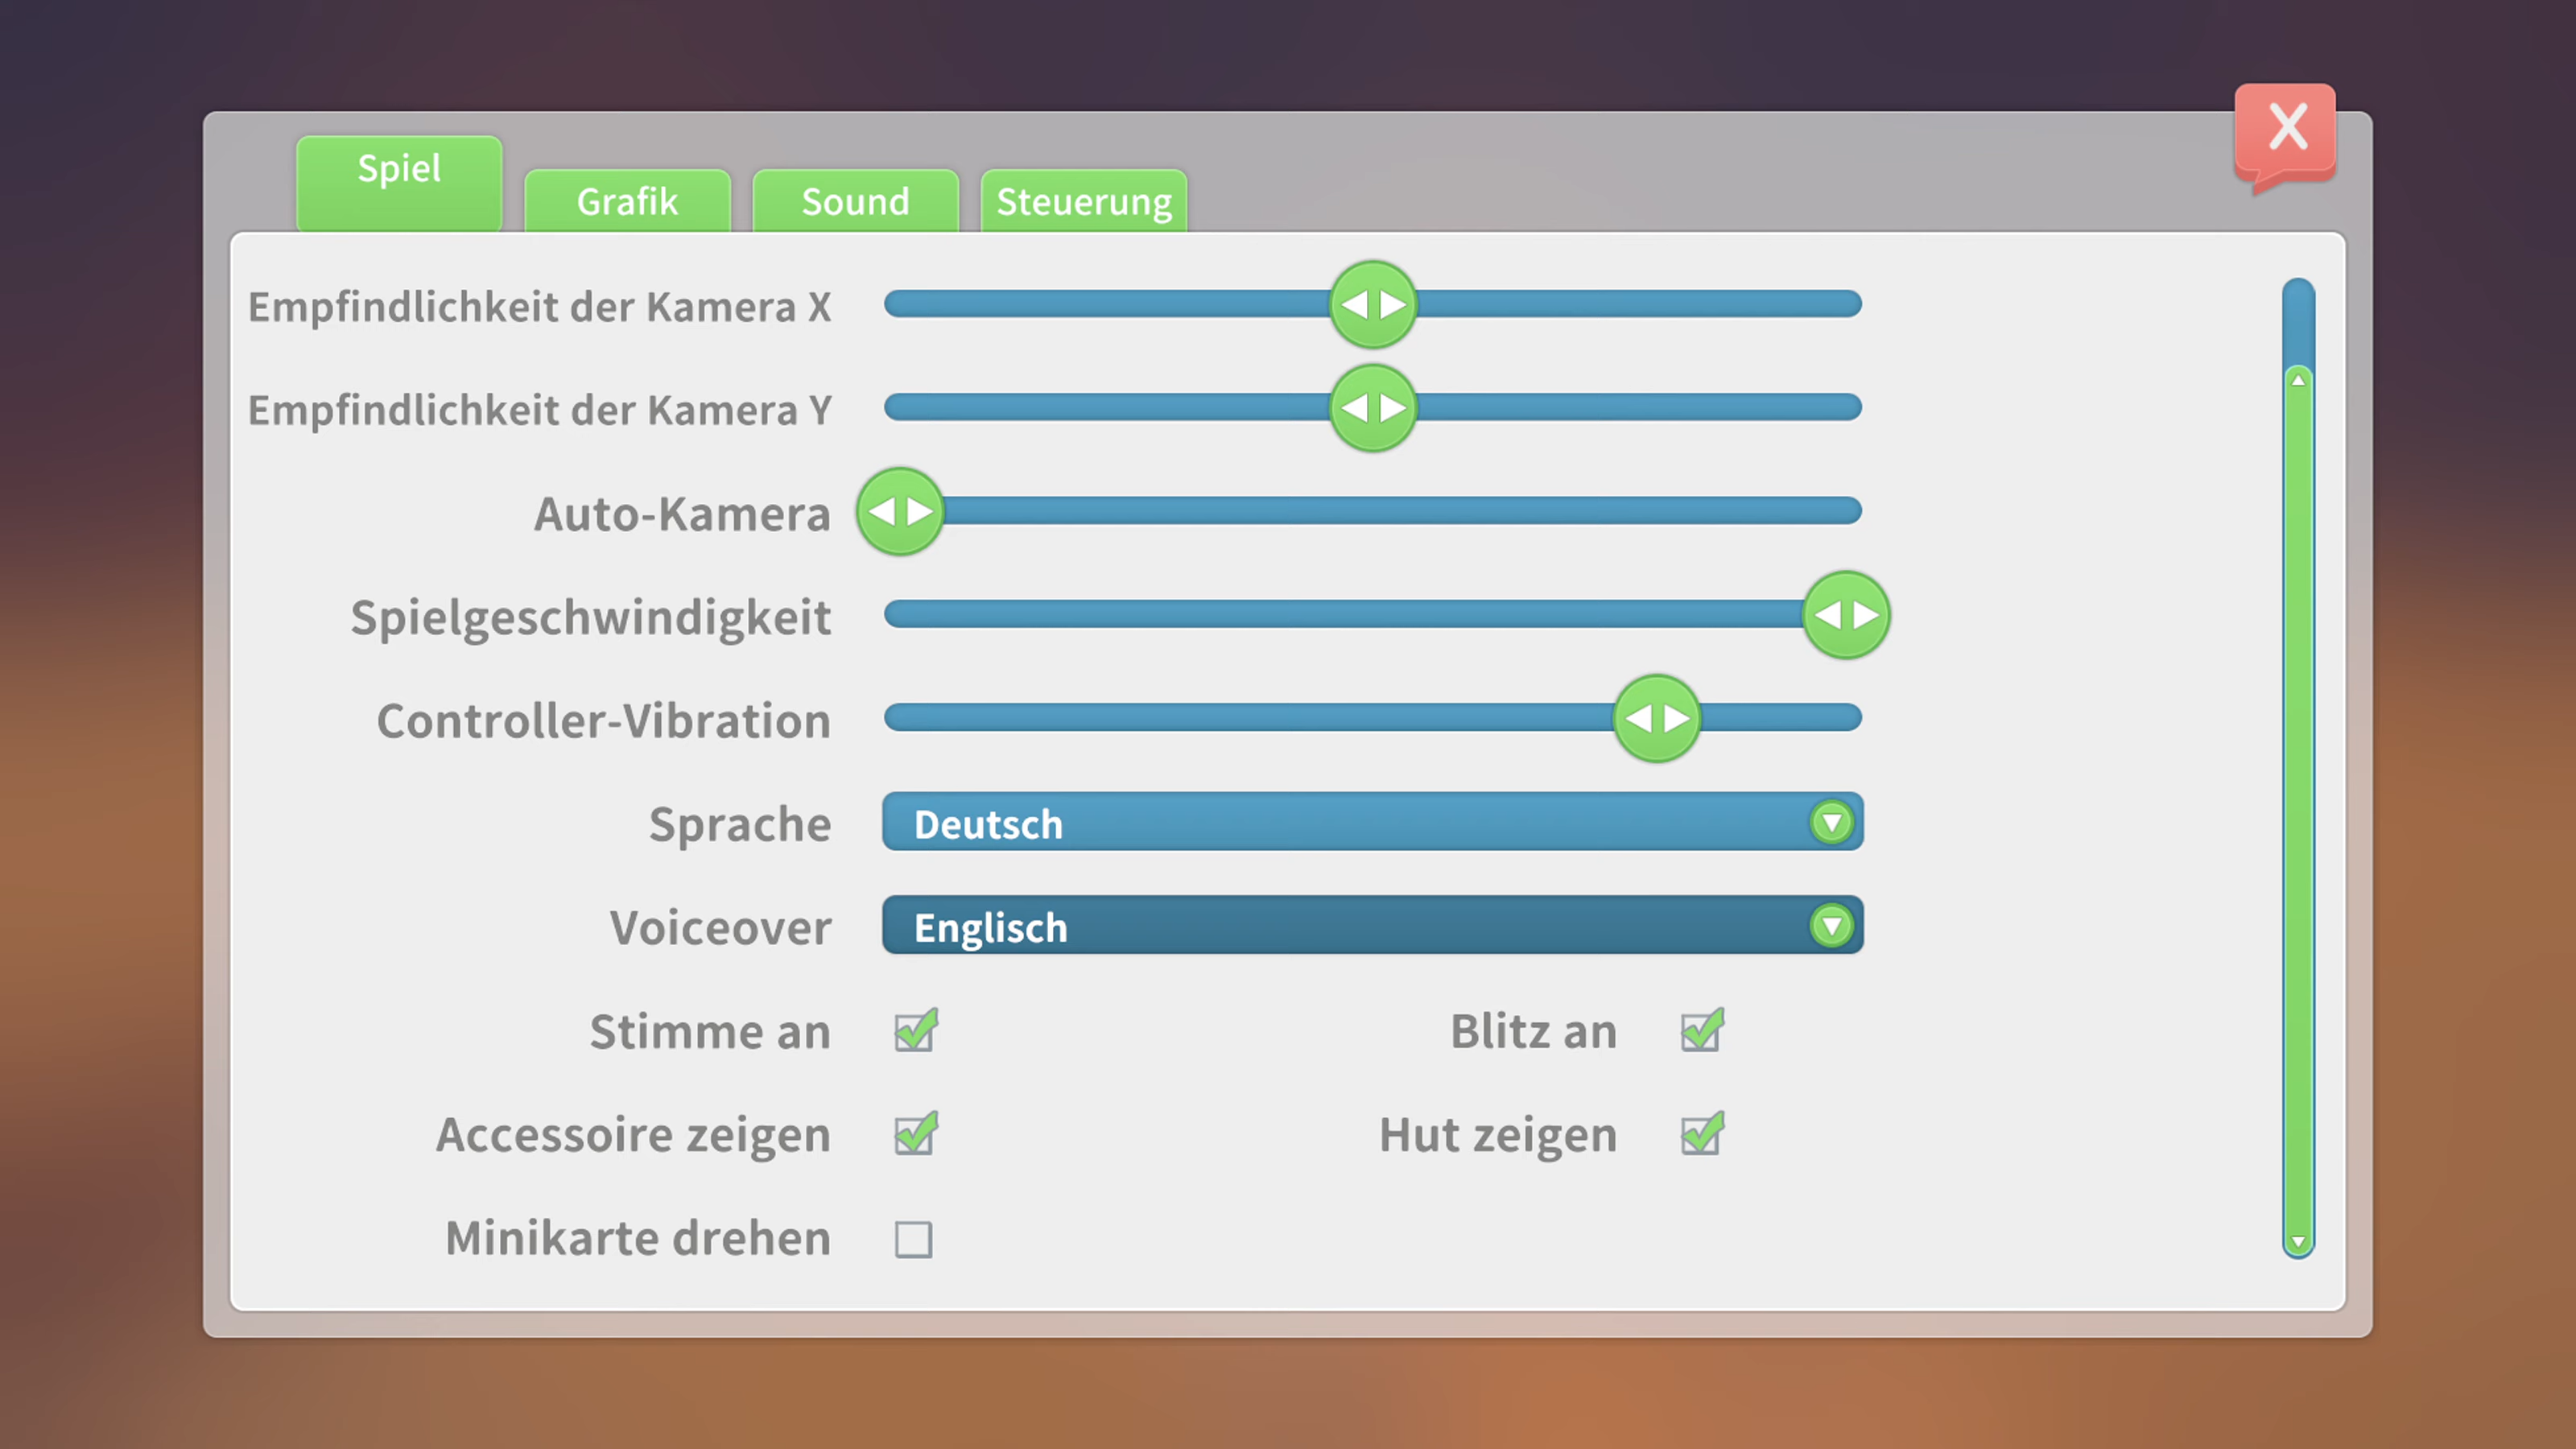 Spiel
Grafik
Sound
Steuerung
X
Empfindlichkeit der Kamera X
Empfindlichkeit der Kamera Y
Auto-Kamera
Spielgeschwindigkeit
Controller-Vibration
Sprache Deutsch
Voiceover Englisch
Stimme an Blitz an
Accessoire zeigen Hut zeigen
Minikarte drehen